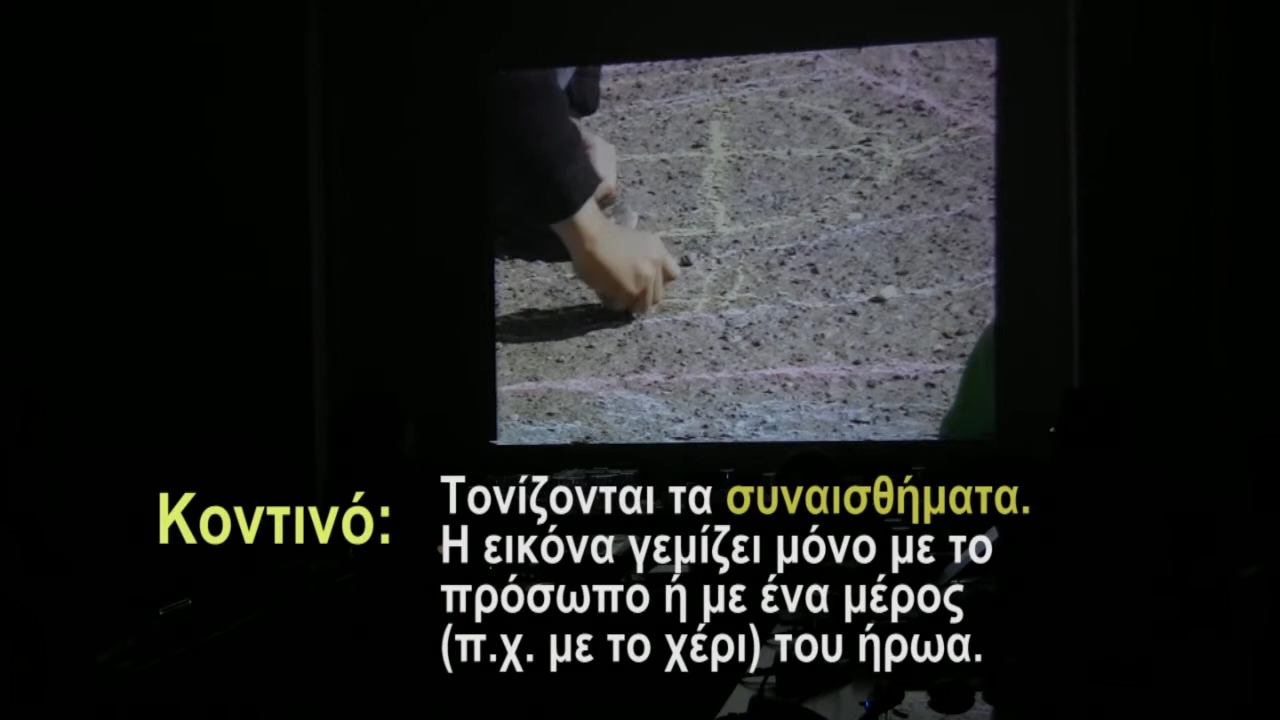 Κοντινό:
Τονίζονται τα συναισθήματα.
Η εικόνα γεμίζει μόνο με το
πρόσωπο ή με ένα μέρος
(π.χ. με το χέρι) του ήρωα.